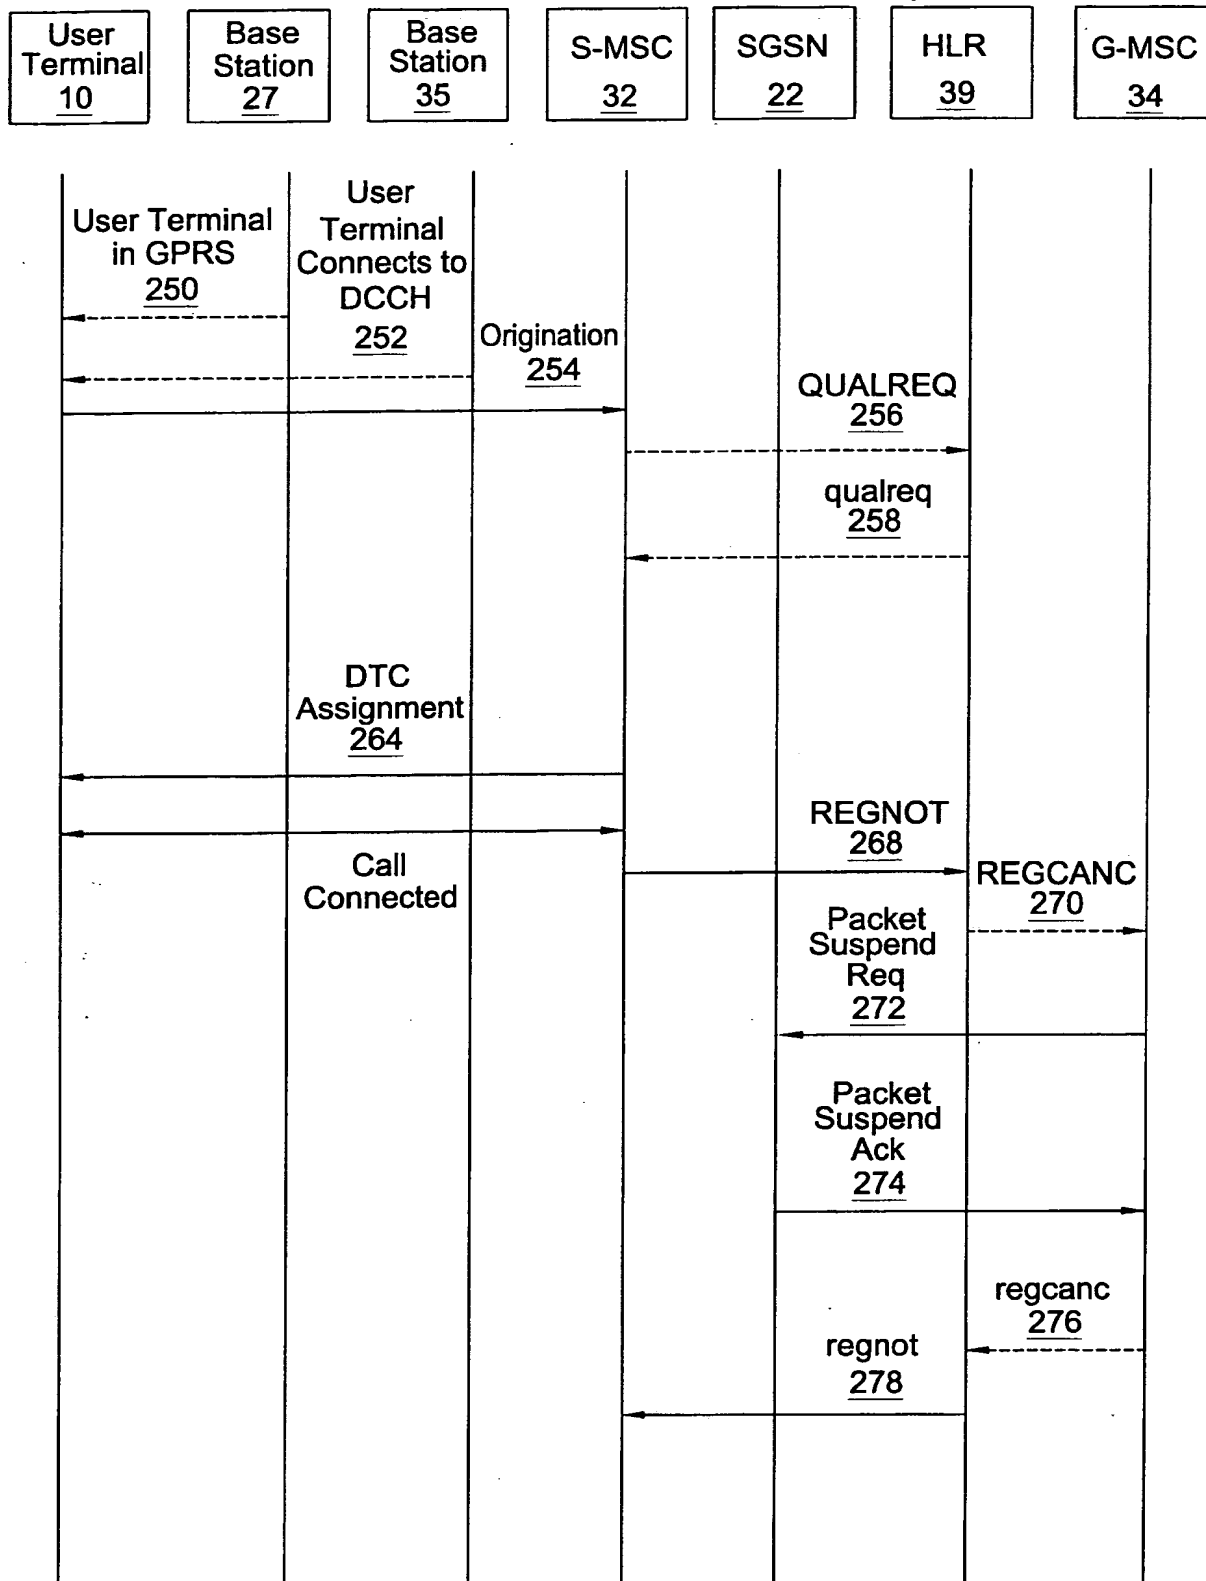 User
Terminal
10
Base
Station
27
Base
Station
35
S-MSC
32
SGSN
22
HLR
39
G-MSC
34
User Terminal
in GPRS
250
User
Terminal
Connects to
DCCH
252
Origination
254
QUALREQ
256
qualreq
258
DTC
Assignment
264
Call
Connected
REGNOT
268
REGCANC
270
Packet
Suspend
Req
272
Packet
Suspend
Ack
274
regcanc
276
regnot
278